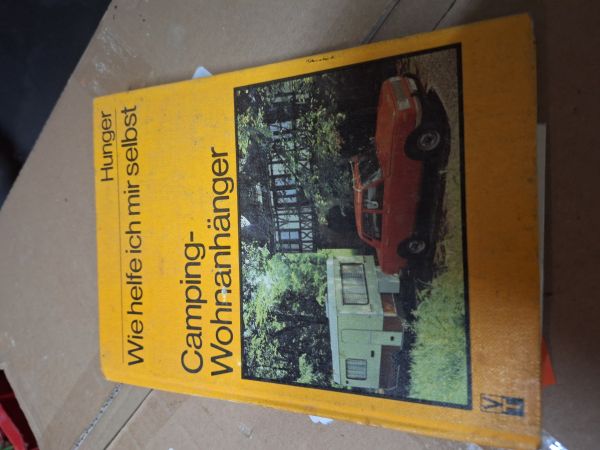 Hunger
Wie helfe ich mir selbst
Camping-
Wohnanhänger